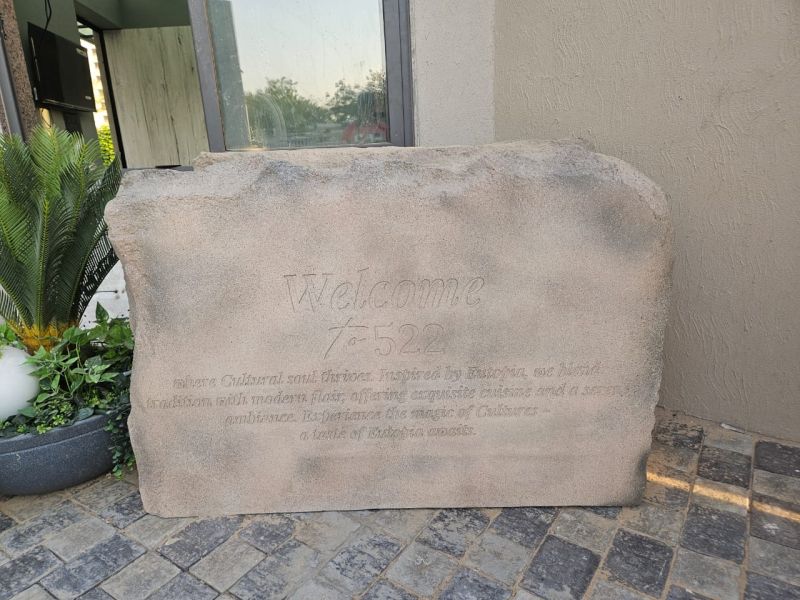 Welcome
To 522
where Cultural soul thrives. Inspired by Eutopia, we blend
tradition with modern flair, offering exquisite cuisine and a serene
ambiance. Experience the magic of Cultures -
a taste of Eutopia awaits.